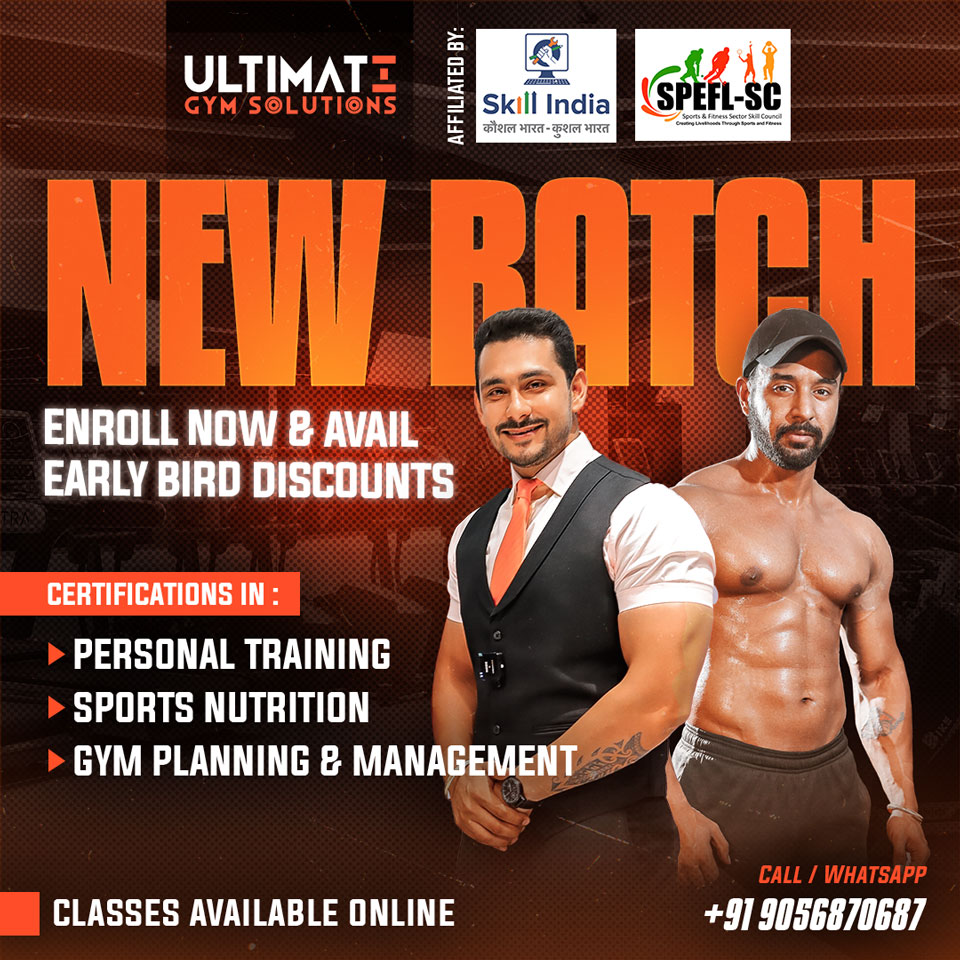 ULTIMATE
GYM/SOLUTIONS
AFFILIATED BY:
Skill India
कौशल भारत - कुशल भारत
SPEFL-SC
Sports & Fitness Sector Skill Council
Creating Livelihoods Through Sports and Fitness
NEW BATCH
ENROLL NOW & AVAIL
EARLY BIRD DISCOUNTS
CERTIFICATIONS IN :
PERSONAL TRAINING
SPORTS NUTRITION
GYM PLANNING & MANAGEMENT
CLASSES AVAILABLE ONLINE
CALL / WHATSAPP
+91 9056870687